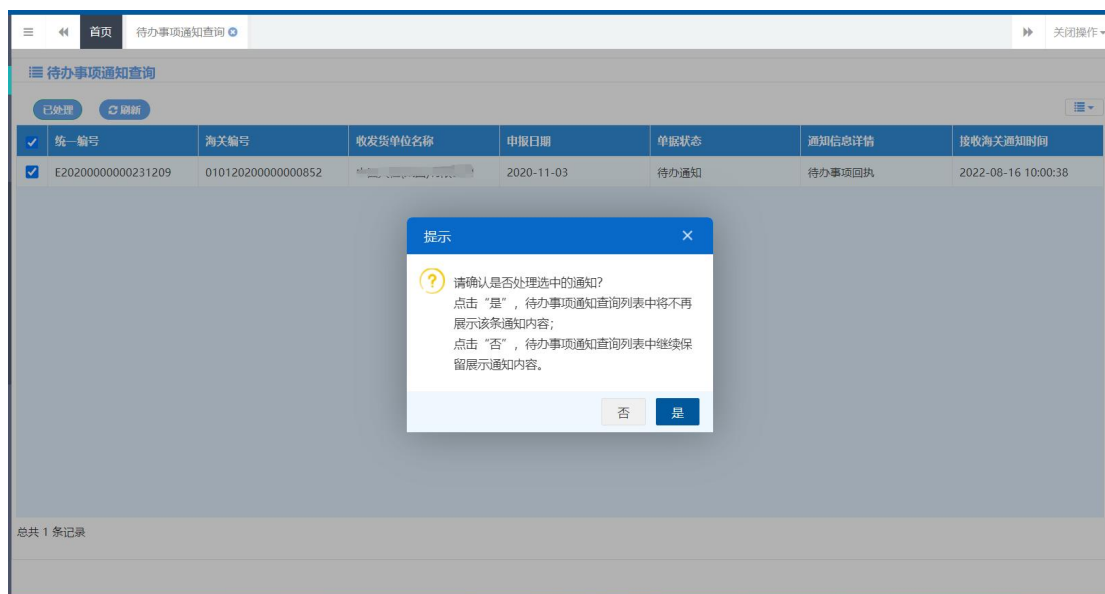 首页 待办事项通知查询 关闭操作
待办事项通知查询
已处理 刷新
统一编号 海关编号 收发货单位名称 申报日期 单据状态 通知信息详情 接收海关通知时间
E20200000000231209 010120200000000852 2020-11-03 待办通知 待办事项回执 2022-08-16 10:00:38
提示
请确认是否处理选中的通知?
点击“是”，待办事项通知查询列表中将不再
展示该条通知内容；
点击“否”，待办事项通知查询列表中继续保
留展示通知内容。
否 是
总共 1 条记录